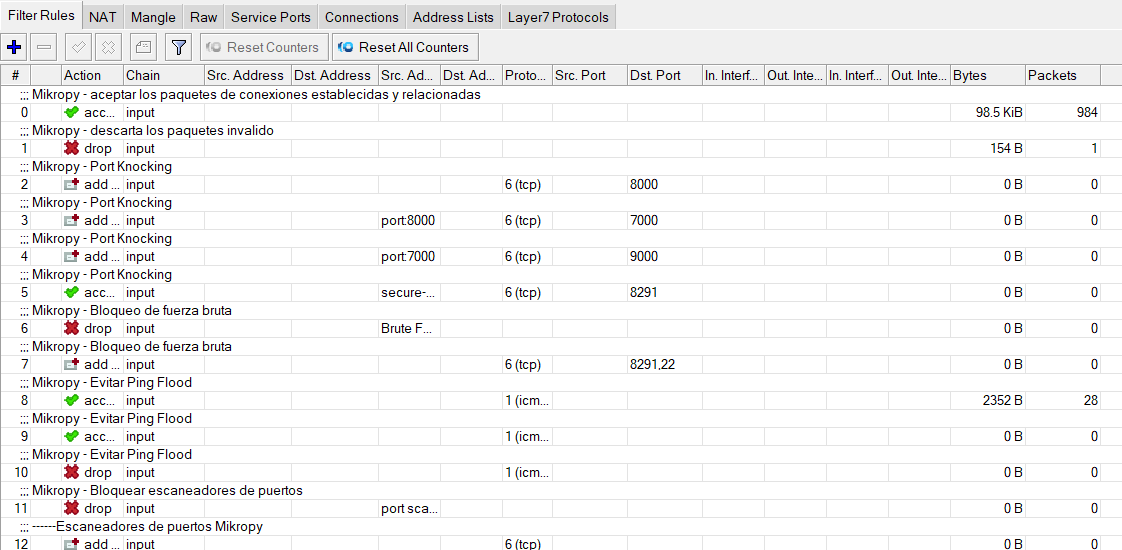 Filter Rules NAT Mangle Raw Service Ports Connections Address Lists Layer7 Protocols
Reset Counters Reset All Counters
# Action Chain Src. Address Dst. Address Src. Ad... Dst. Ad... Proto... Src. Port Dst. Port In. Interf... Out. Inte... In. Interf... Out. Inte... Bytes Packets
;;; Mikropy - aceptar los paquetes de conexiones establecidas y relacionadas
0 acc... input 98.5 KiB 984
;;; Mikropy - descarta los paquetes invalido
1 drop input 154 B 1
;;; Mikropy - Port Knocking
2 add ... input 6 (tcp) 8000 0 B 0
;;; Mikropy - Port Knocking
3 add ... input port:8000 6 (tcp) 7000 0 B 0
;;; Mikropy - Port Knocking
4 add ... input port:7000 6 (tcp) 9000 0 B 0
;;; Mikropy - Port Knocking
5 acc... input secure-... 6 (tcp) 8291 0 B 0
;;; Mikropy - Bloqueo de fuerza bruta
6 drop input Brute F... 0 B 0
;;; Mikropy - Bloqueo de fuerza bruta
7 add ... input 6 (tcp) 8291,22 0 B 0
;;; Mikropy - Evitar Ping Flood
8 acc... input 1 (icm... 2352 B 28
;;; Mikropy - Evitar Ping Flood
9 acc... input 1 (icm... 0 B 0
;;; Mikropy - Evitar Ping Flood
10 drop input 1 (icm... 0 B 0
;;; Mikropy - Bloquear escaneadores de puertos
11 drop input port sca... 0 B 0
;;; ------Escaneadores de puertos Mikropy
12 add ... input 6 (tcp) 0 B 0